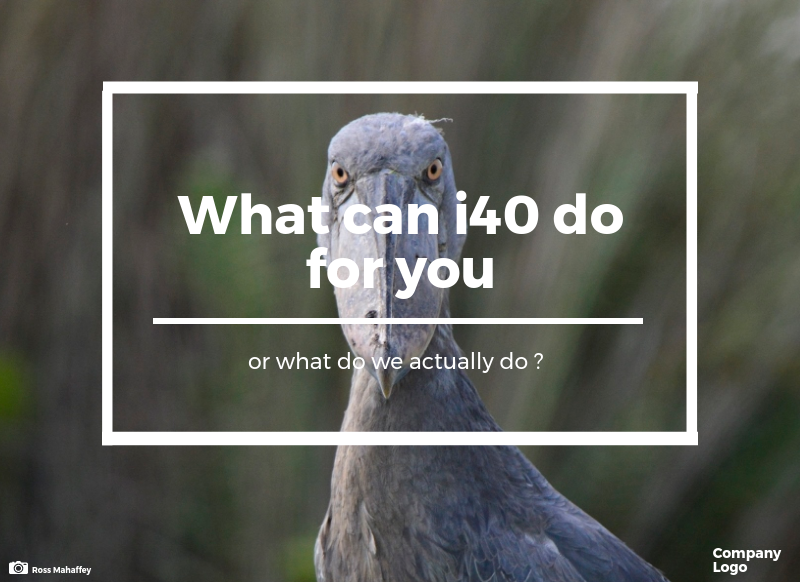 What can i40 do
for you
or what do we actually do ?
Ross Mahaffey
Company
Logo